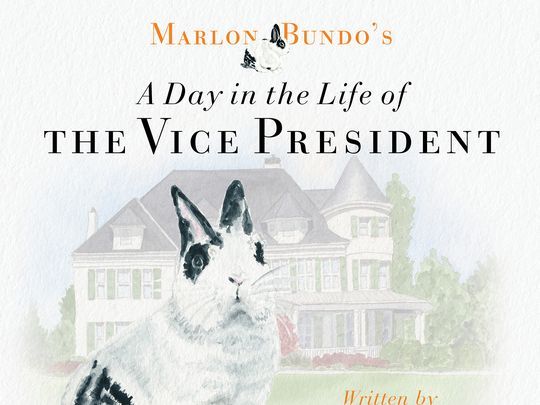 MARLON BUNDO'S
A Day in the Life of
THE VICE PRESIDENT
Written by